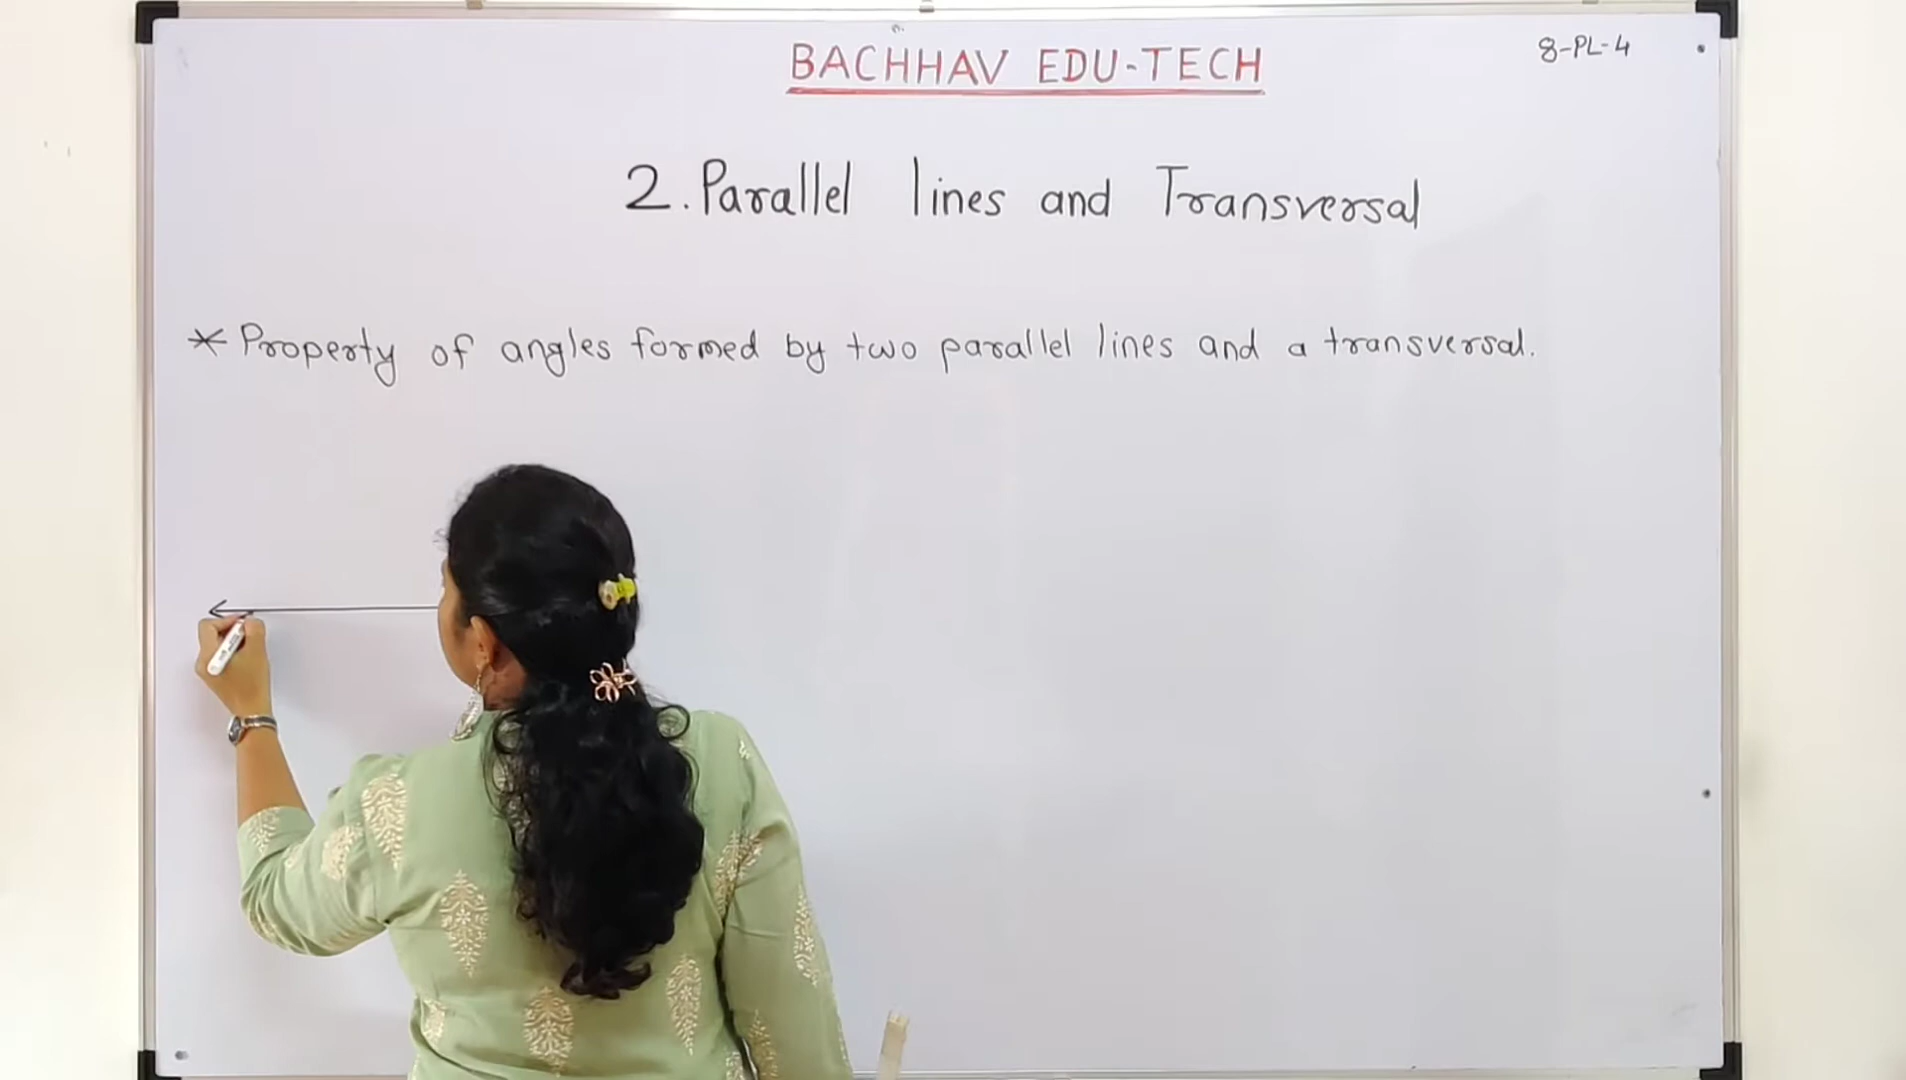 BACHHAV EDU-TECH
8-PL-4
2. Parallel lines and Transversal
* Property of angles formed by two parallel lines and a transversal.